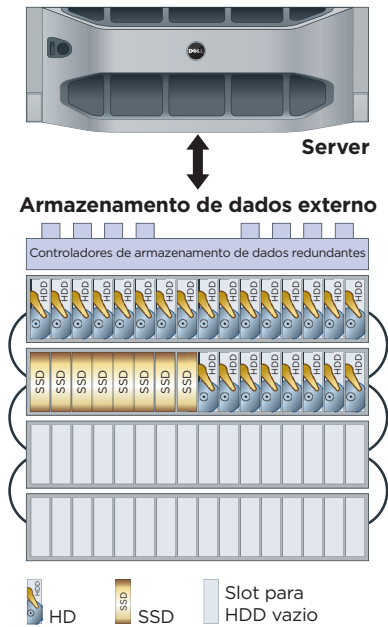 DELL
Server
Armazenamento de dados externo
Controladores de armazenamento de dados redundantes
HDD HDD HDD HDD HDD HDD HDD HDD HDD HDD HDD HDD HDD HDD HDD HDD
SSD SSD SSD SSD SSD SSD SSD SSD HDD HDD HDD HDD HDD HDD HDD HDD
HDD HD
SSD SSD
Slot para
HDD vazio